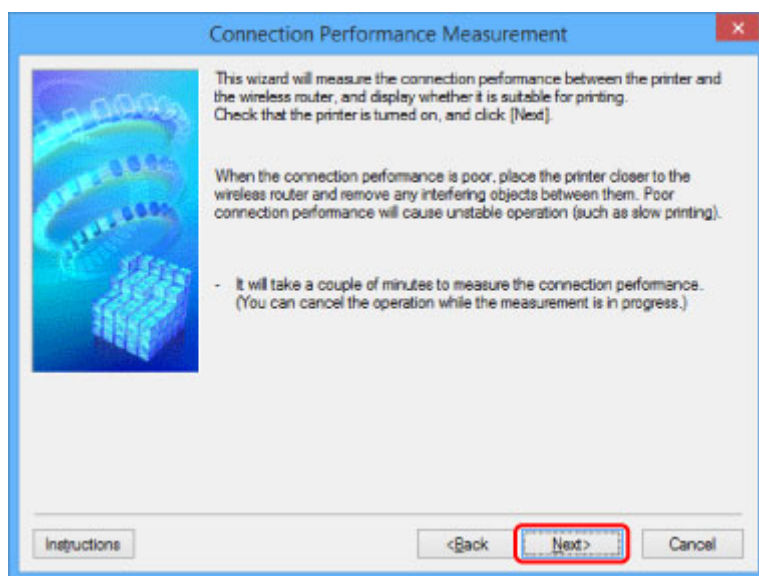 Connection Performance Measurement
This wizard will measure the connection performance between the printer and
the wireless router, and display whether it is suitable for printing.
Check that the printer is turned on, and click [Next].
When the connection performance is poor, place the printer closer to the
wireless router and remove any interfering objects between them. Poor
connection performance will cause unstable operation (such as slow printing).
- It will take a couple of minutes to measure the connection performance.
(You can cancel the operation while the measurement is in progress.)
Instructions <Back Next> Cancel